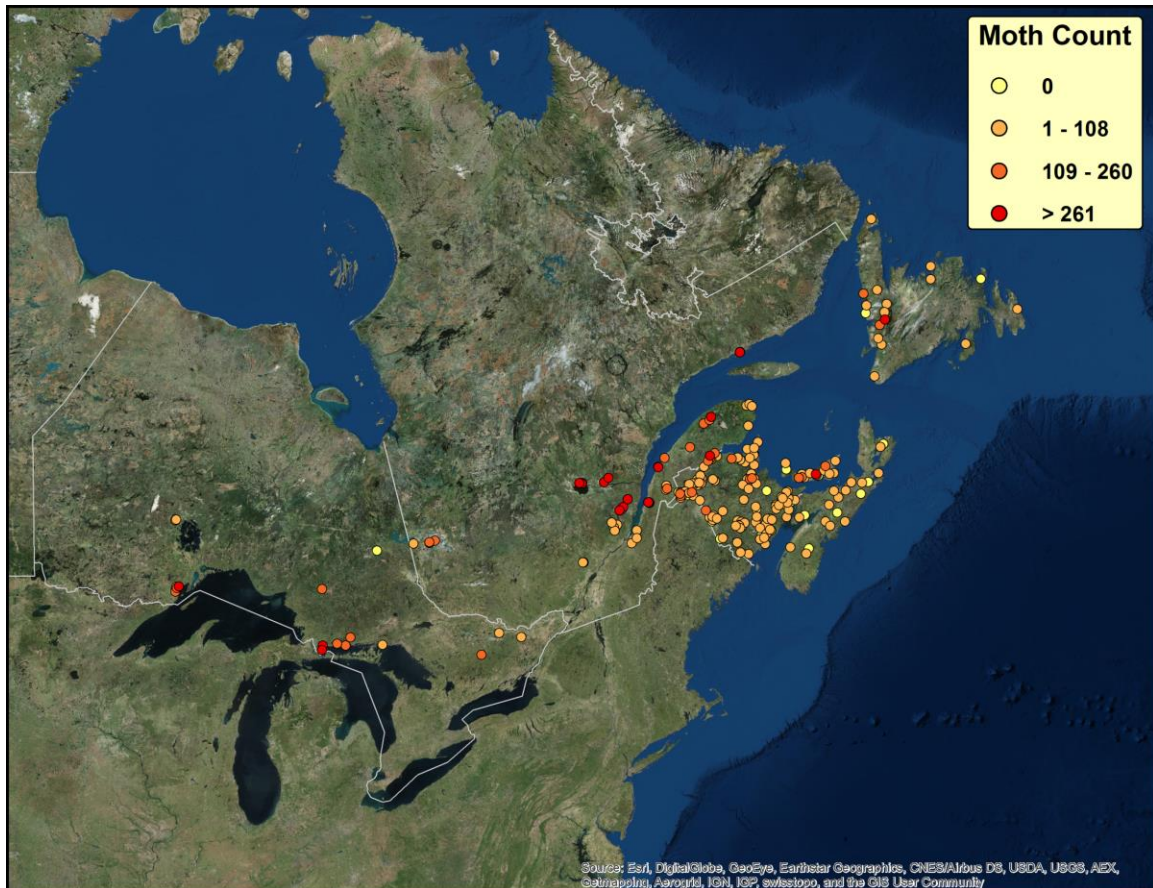 Moth Count
0
1 - 108
109 - 260
> 261
Source: Esri, DigitalGlobe, GeoEye, Earthstar Geographics, CNES/Airbus DS, USDA, USGS, AEX,
Getmapping, Aerogrid, IGN, IGP, swisstopo, and the GIS User Community